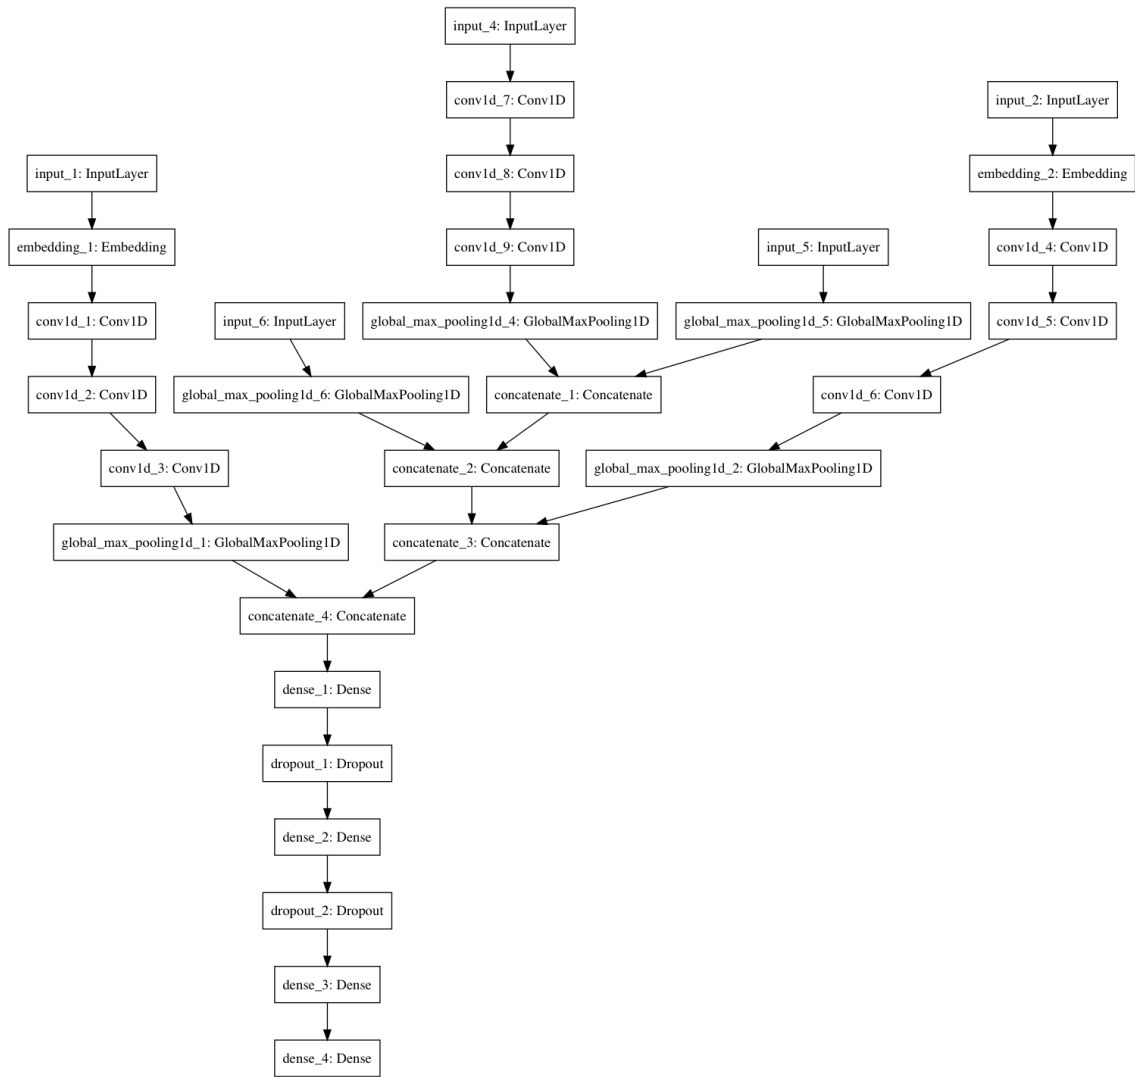 input_4: InputLayer
conv1d_7: Conv1D
input_2: InputLayer
input_1: InputLayer
conv1d_8: Conv1D
embedding_2: Embedding
embedding_1: Embedding
conv1d_9: Conv1D
input_5: InputLayer
conv1d_4: Conv1D
conv1d_1: Conv1D
input_6: InputLayer
global_max_pooling1d_4: GlobalMaxPooling1D
global_max_pooling1d_5: GlobalMaxPooling1D
conv1d_5: Conv1D
conv1d_2: Conv1D
global_max_pooling1d_6: GlobalMaxPooling1D
concatenate_1: Concatenate
conv1d_6: Conv1D
conv1d_3: Conv1D
concatenate_2: Concatenate
global_max_pooling1d_2: GlobalMaxPooling1D
global_max_pooling1d_1: GlobalMaxPooling1D
concatenate_3: Concatenate
concatenate_4: Concatenate
dense_1: Dense
dropout_1: Dropout
dense_2: Dense
dropout_2: Dropout
dense_3: Dense
dense_4: Dense